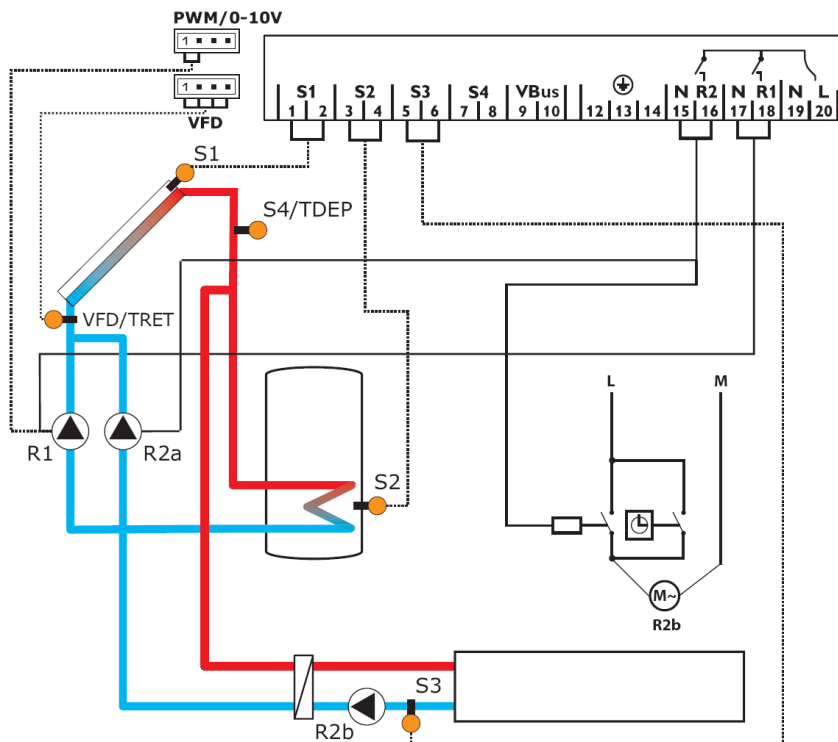 PWM/0-10V
1
1
VFD
S1 S2 S3 S4 VBus N R2 N R1 N L
1 2 3 4 5 6 7 8 9 10 12 13 14 15 16 17 18 19 20
S1
S4/TDEP
VFD/TRET
L M
R1 R2a
S2
M~
R2b
S3
R2b